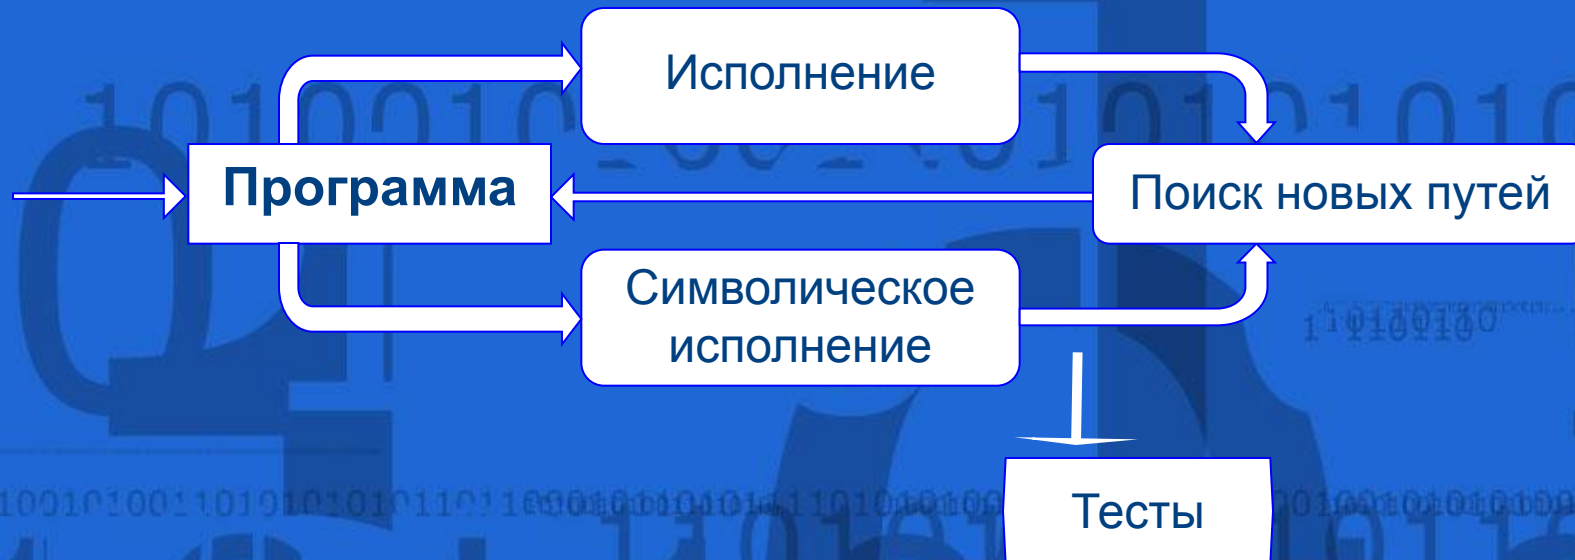 Исполнение
Программа
Поиск новых путей
Символическое
исполнение
Тесты